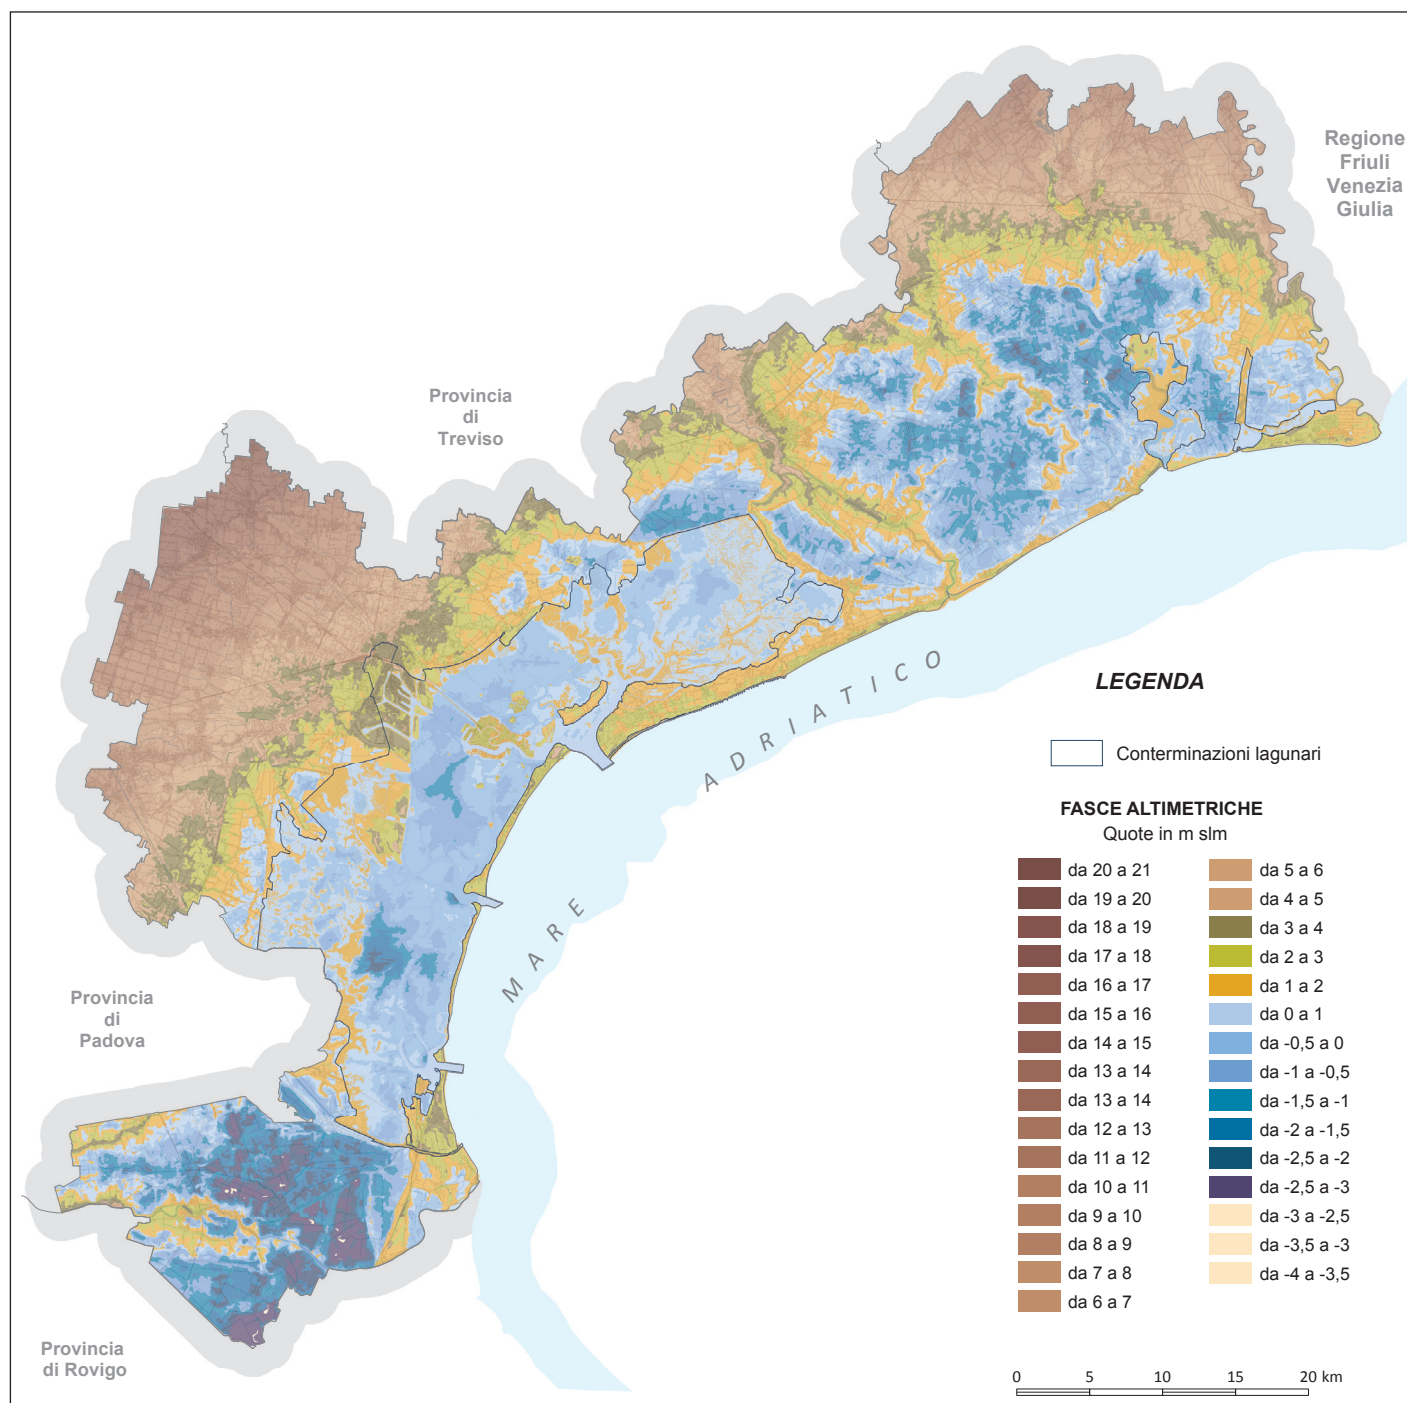 Regione
Friuli
Venezia
Giulia
Provincia
di
Treviso
MARE ADRIATICO
Provincia
di
Padova
Provincia
di Rovigo
LEGENDA
Conterminazioni lagunari
FASCE ALTIMETRICHE
Quote in m slm
da 20 a 21
da 19 a 20
da 18 a 19
da 17 a 18
da 16 a 17
da 15 a 16
da 14 a 15
da 13 a 14
da 13 a 14
da 12 a 13
da 11 a 12
da 10 a 11
da 9 a 10
da 8 a 9
da 7 a 8
da 6 a 7
da 5 a 6
da 4 a 5
da 3 a 4
da 2 a 3
da 1 a 2
da 0 a 1
da -0,5 a 0
da -1 a -0,5
da -1,5 a -1
da -2 a -1,5
da -2,5 a -2
da -2,5 a -3
da -3 a -2,5
da -3,5 a -3
da -4 a -3,5
0 5 10 15 20 km